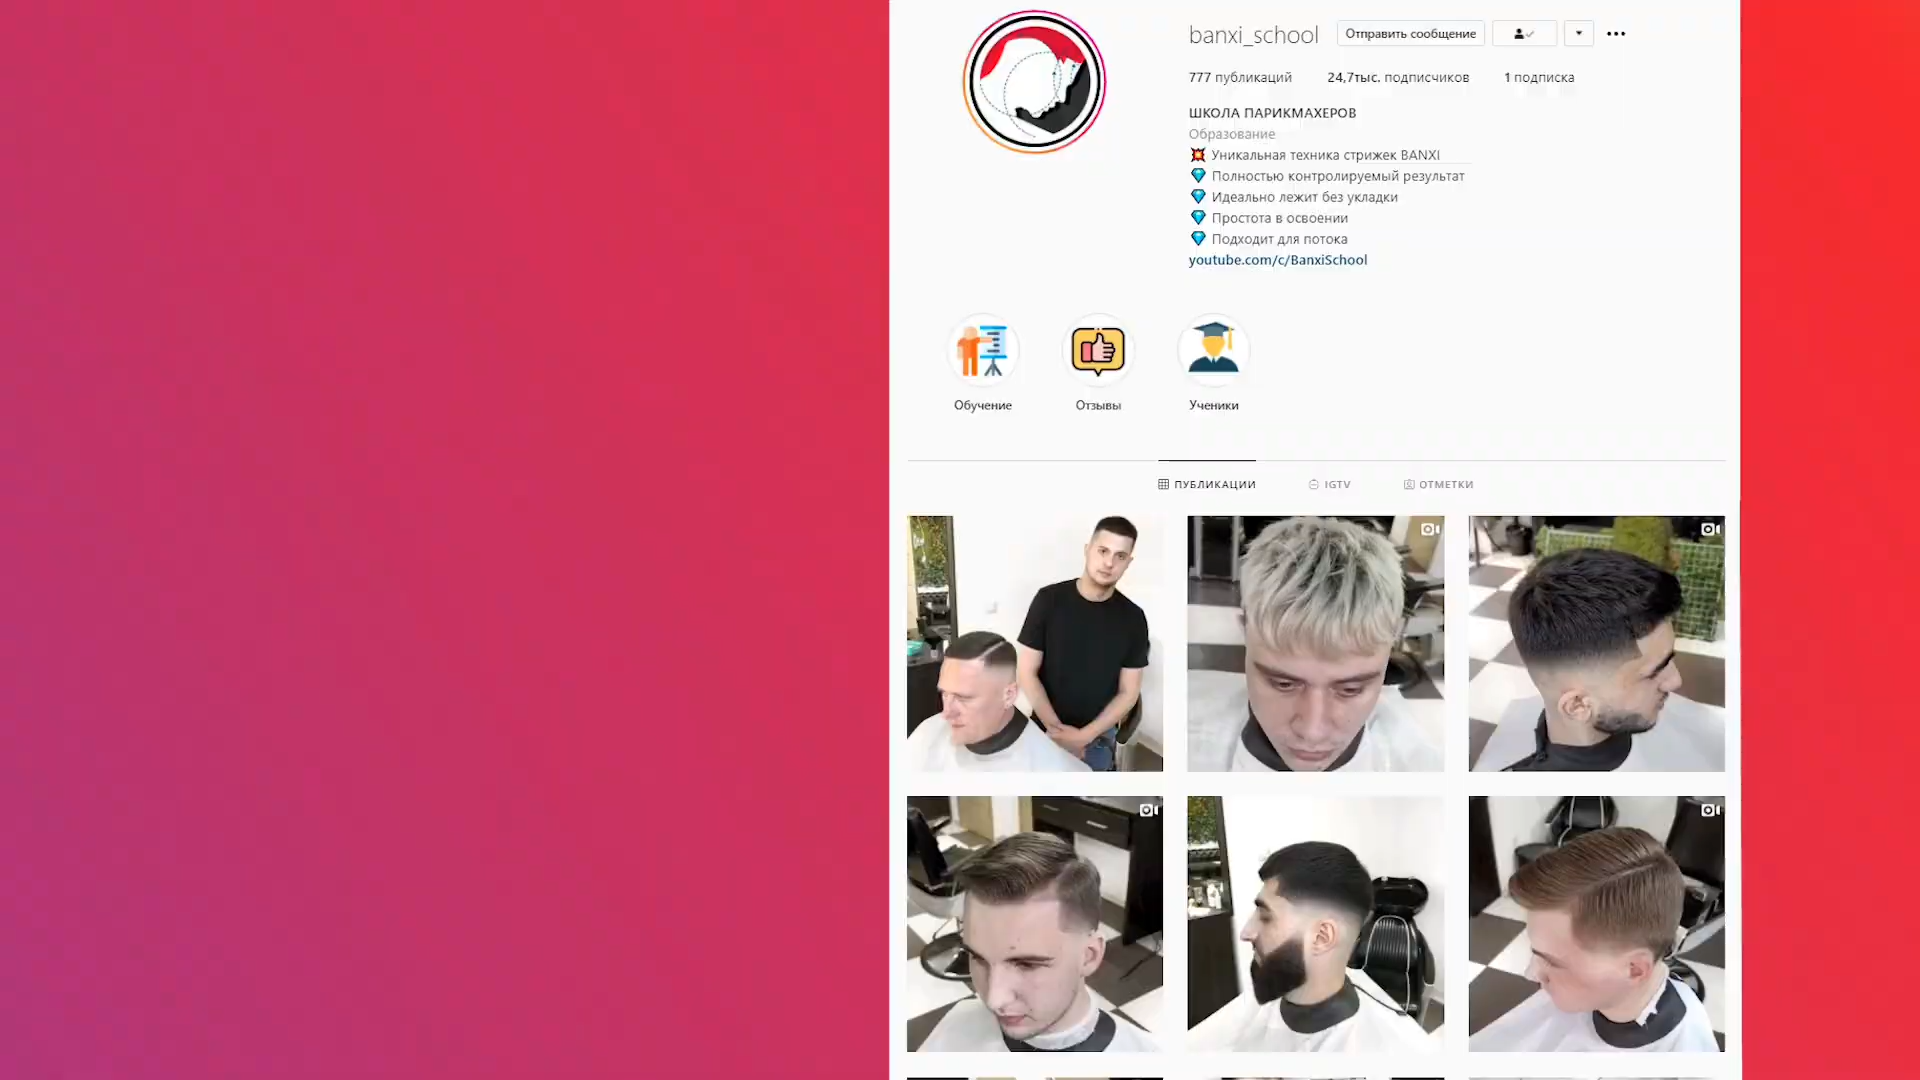 banxi_school Отправить сообщение
777 публикаций 24,7тыс. подписчиков 1 подписка
ШКОЛА ПАРИКМАХЕРОВ
Образование
💥 Уникальная техника стрижек BANXI
💎 Полностью контролируемый результат
💎 Идеально лежит без укладки
💎 Простота в освоении
💎 Подходит для потока
youtube.com/c/BanxiSchool
Обучение Отзывы Ученики
ПУБЛИКАЦИИ IGTV ОТМЕТКИ